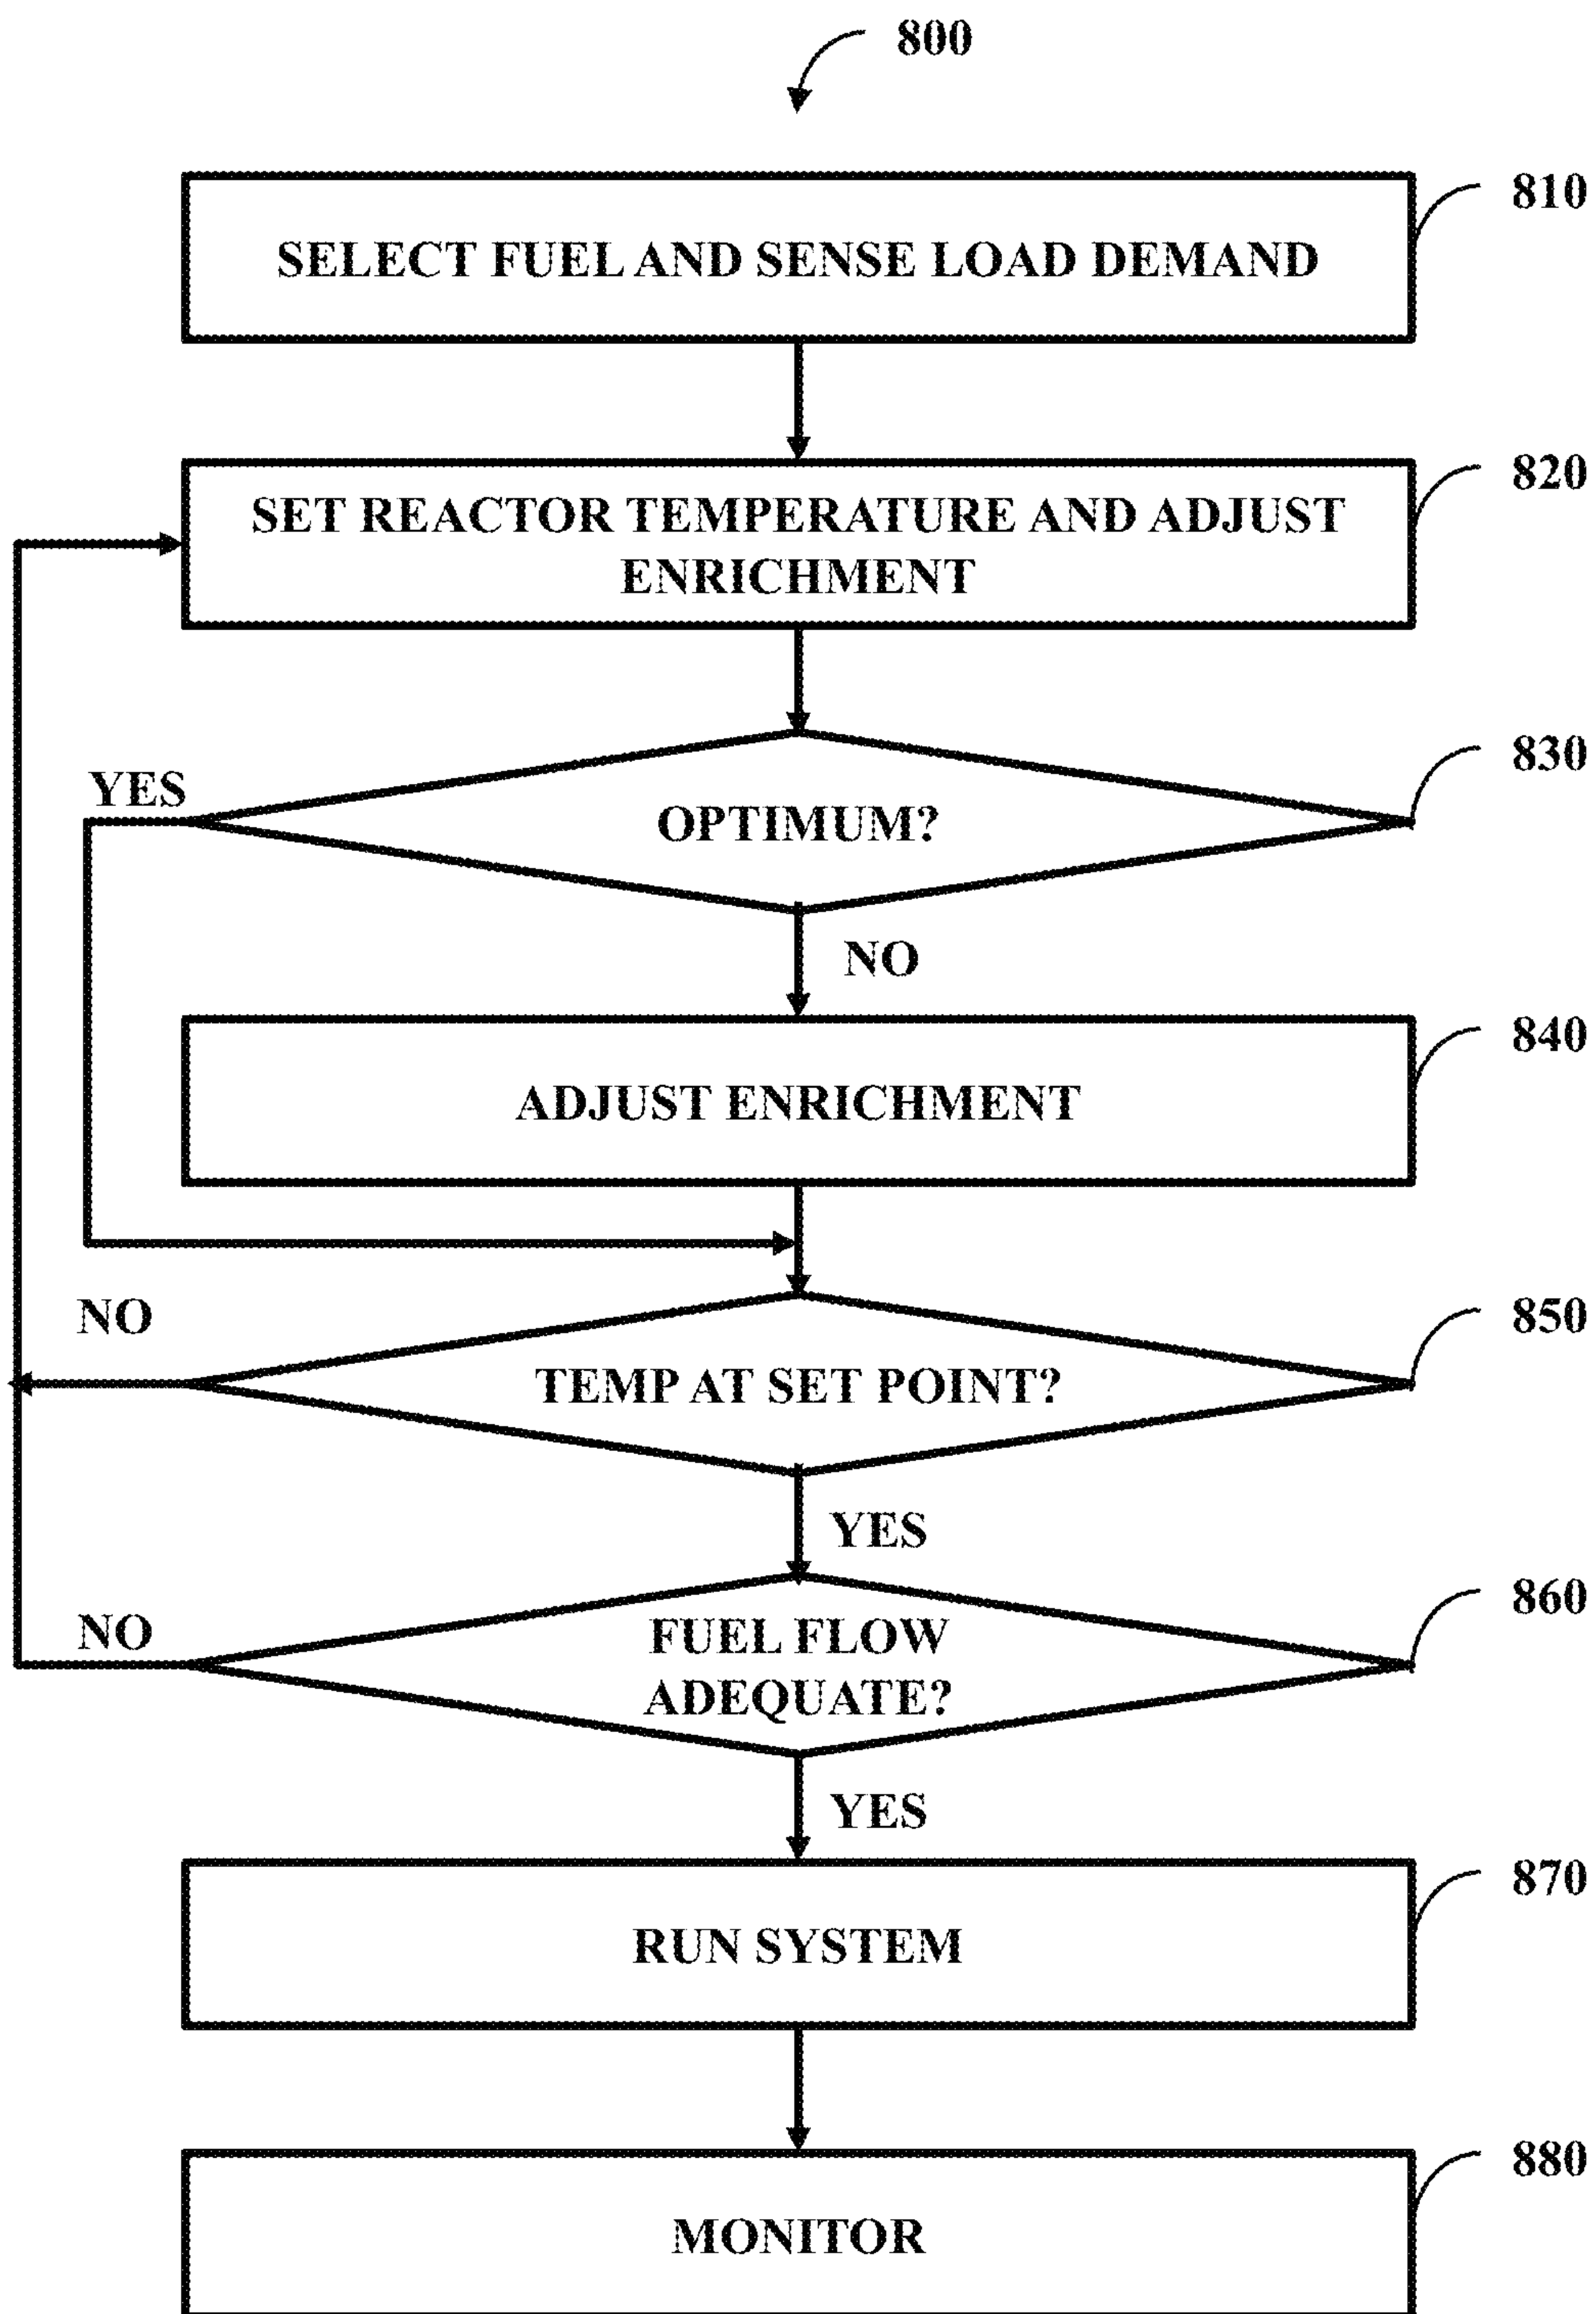 800
810
SELECT FUEL AND SENSE LOAD DEMAND
820
SET REACTOR TEMPERATURE AND ADJUST
ENRICHMENT
830
YES
OPTIMUM?
NO
840
ADJUST ENRICHMENT
NO
850
TEMP AT SET POINT?
YES
860
NO
FUEL FLOW
ADEQUATE?
YES
870
RUN SYSTEM
880
MONITOR